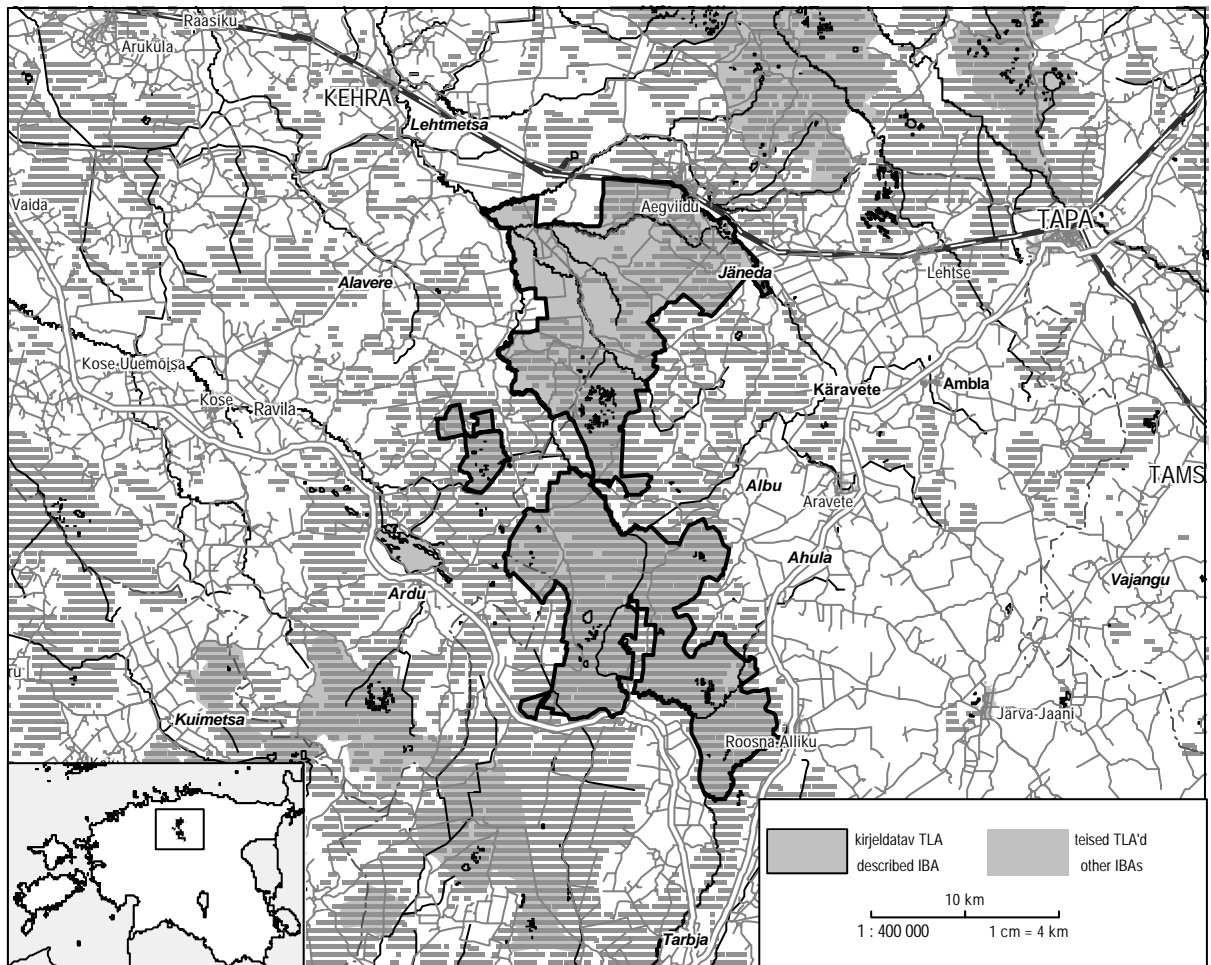 Raasiku
Aruküla
KEHRA
Lehtmetsa
Vaida
Aegviidu
TAPA
Jäneda
Lehtse
Alavere
Kose-Uuemõisa
Kose
Ravila
Käravete
Ambla
TAMS
Albu
Aravete
Ahula
Vajangu
Ardu
ru
Kuimetsa
Järva-Jaani
Roosna-Alliku
Tarbja
kirjeldatav TLA
described IBA
teised TLA'd
other IBAs
10 km
1 : 400 000
1 cm = 4 km